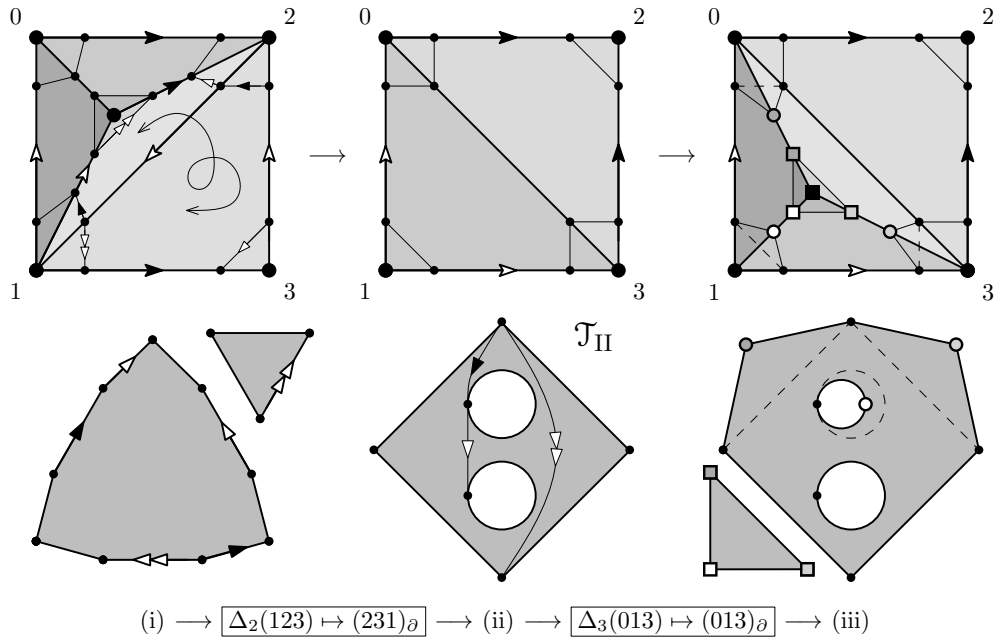 0 2 0 2 0 2
⟶ ⟶
1 3 1 3 1 3
𝒯II
(i) ⟶ Δ2(123) ↦ (231)∂ ⟶ (ii) ⟶ Δ3(013) ↦ (013)∂ ⟶ (iii)